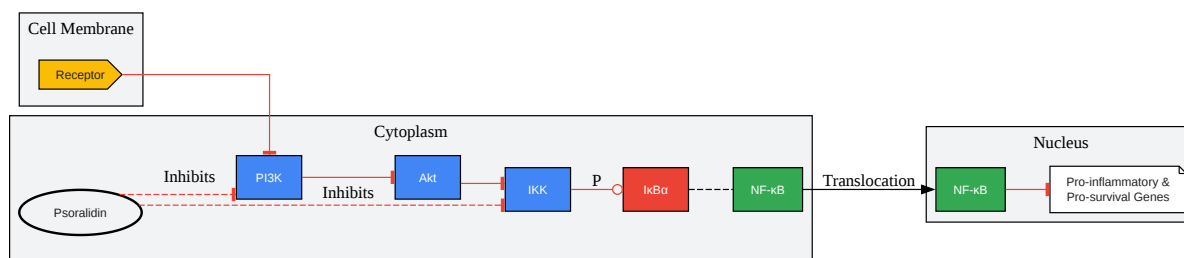 Cell Membrane
Receptor
Cytoplasm
Nucleus
Inhibits
PI3K
Inhibits
Akt
IKK
P
IκBα
NF-κB
Translocation
NF-κB
Pro-inflammatory &
Pro-survival Genes
Psoralidin